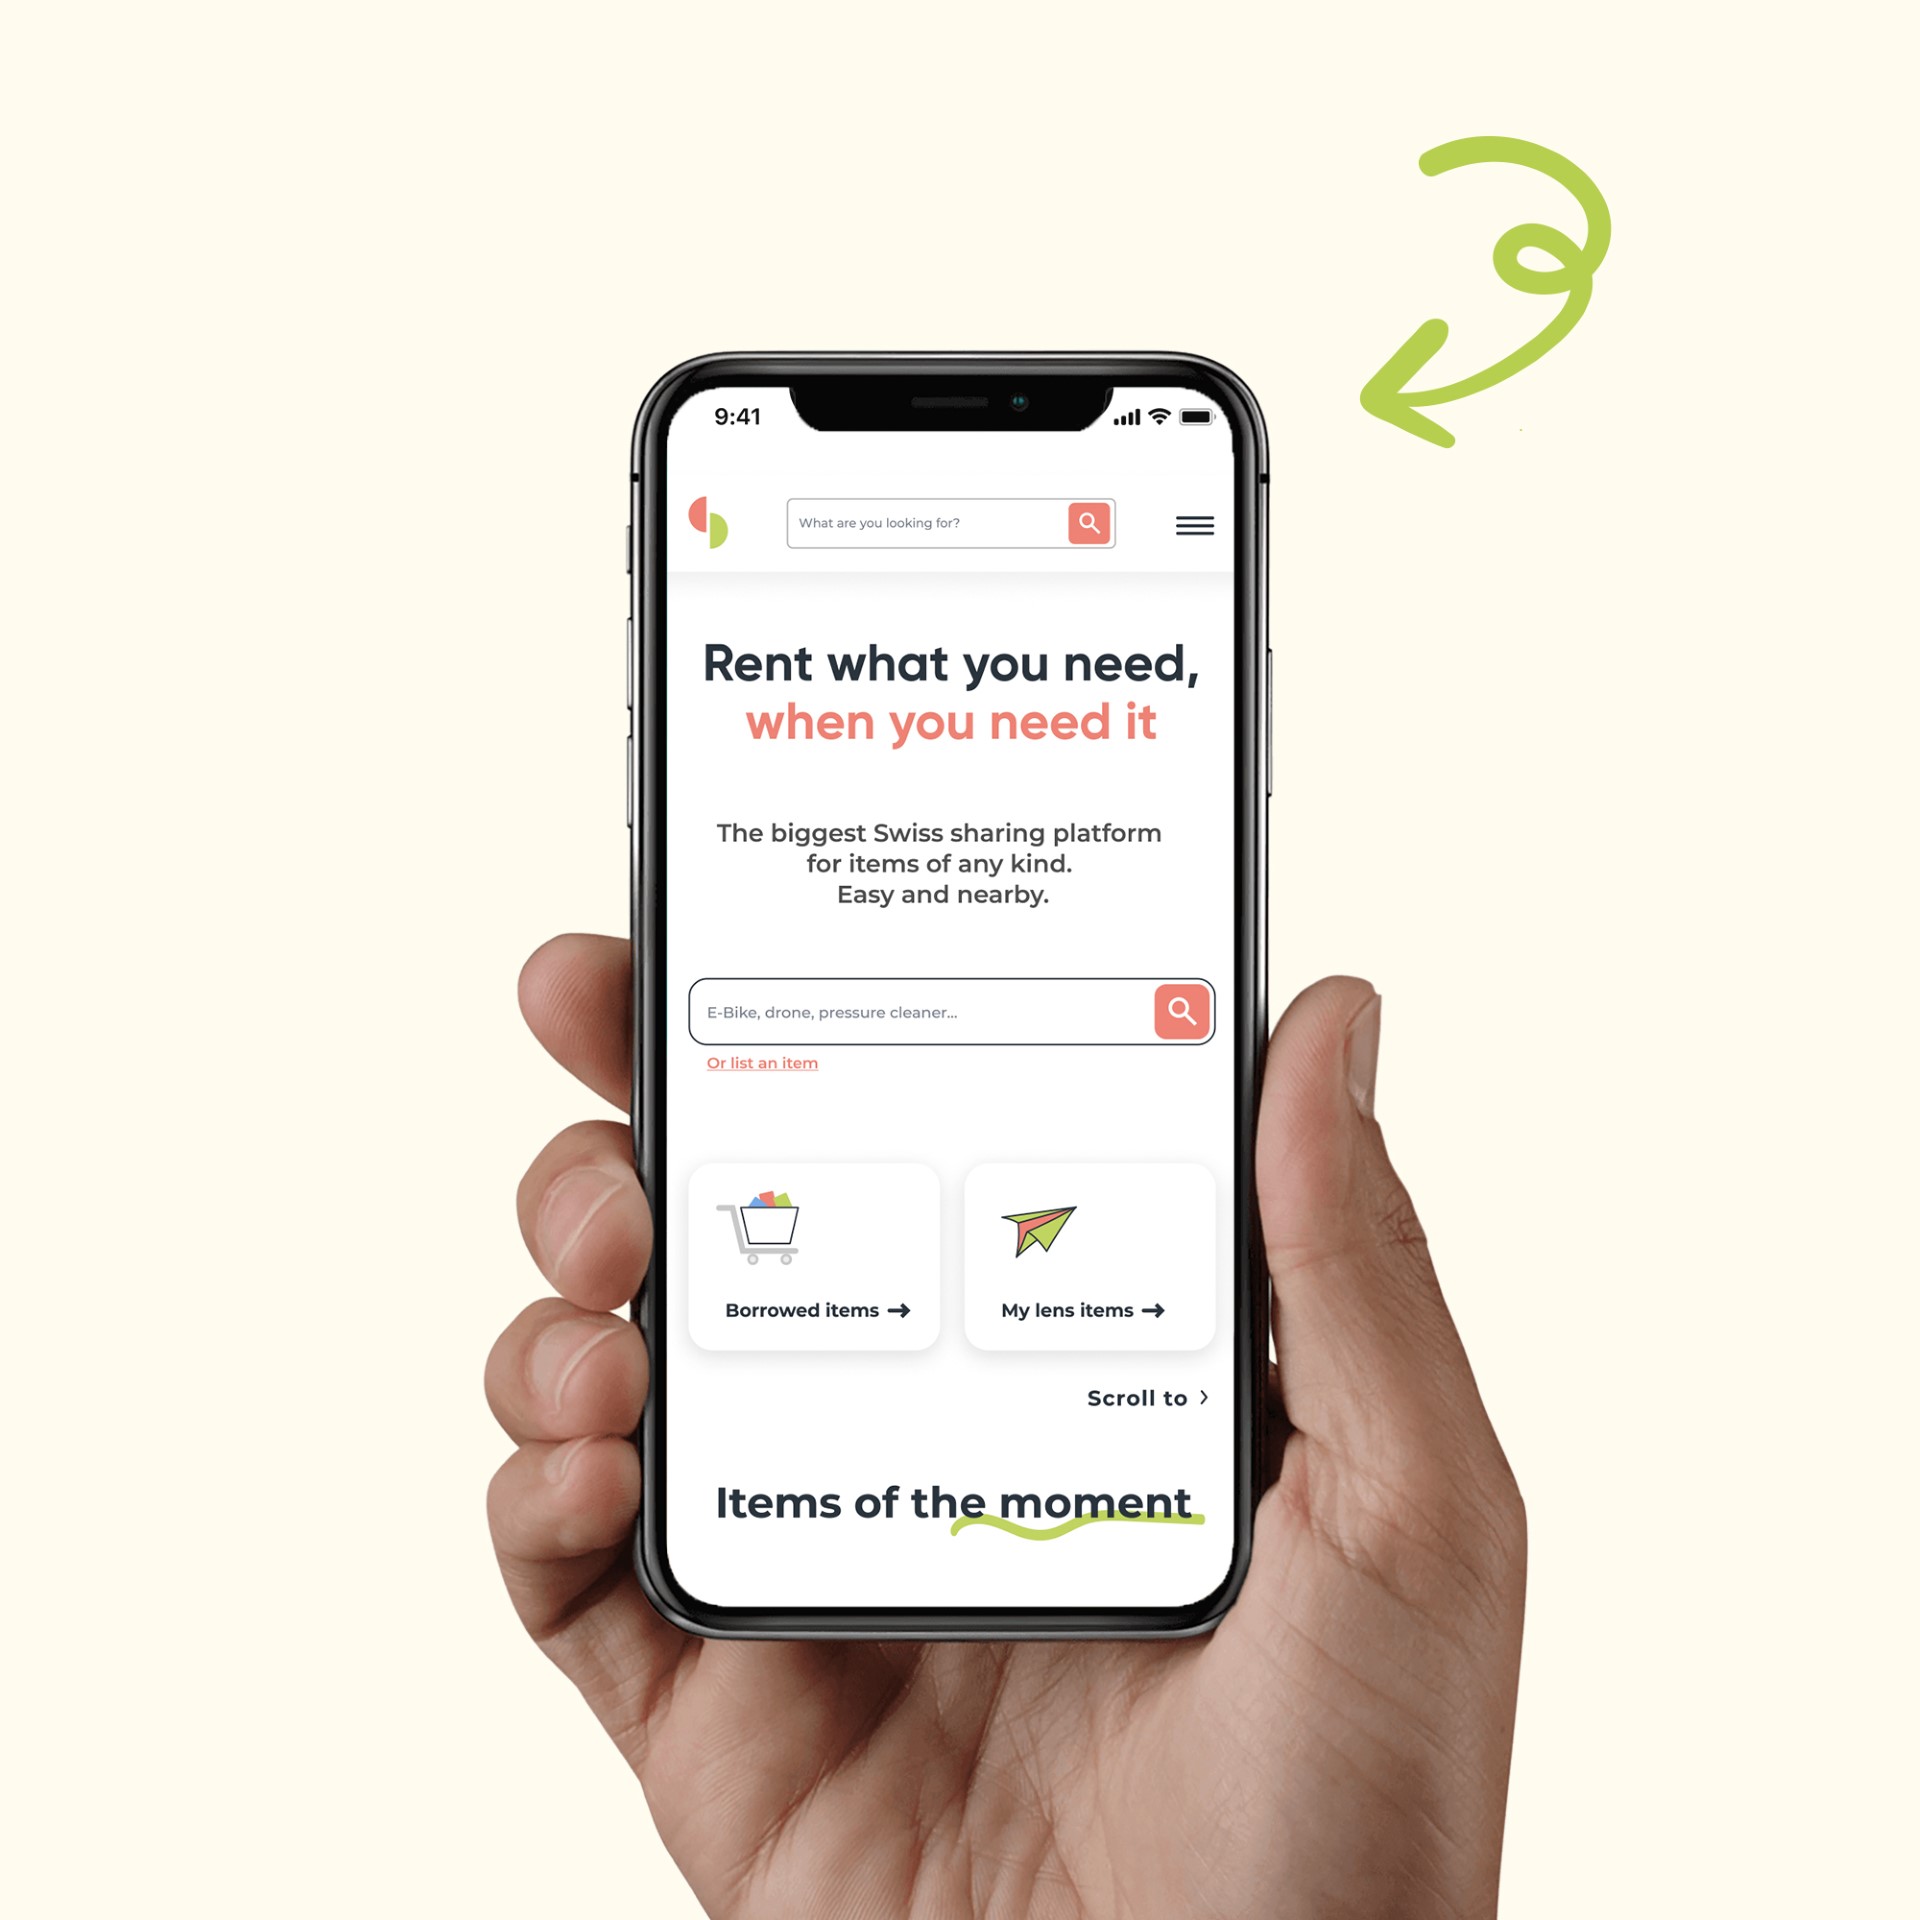 9:41
What are you looking for?
Rent what you need,
when you need it
The biggest Swiss sharing platform
for items of any kind.
Easy and nearby.
E-Bike, drone, pressure cleaner...
Or list an item
Borrowed items
My lens items
Scroll to
Items of the moment